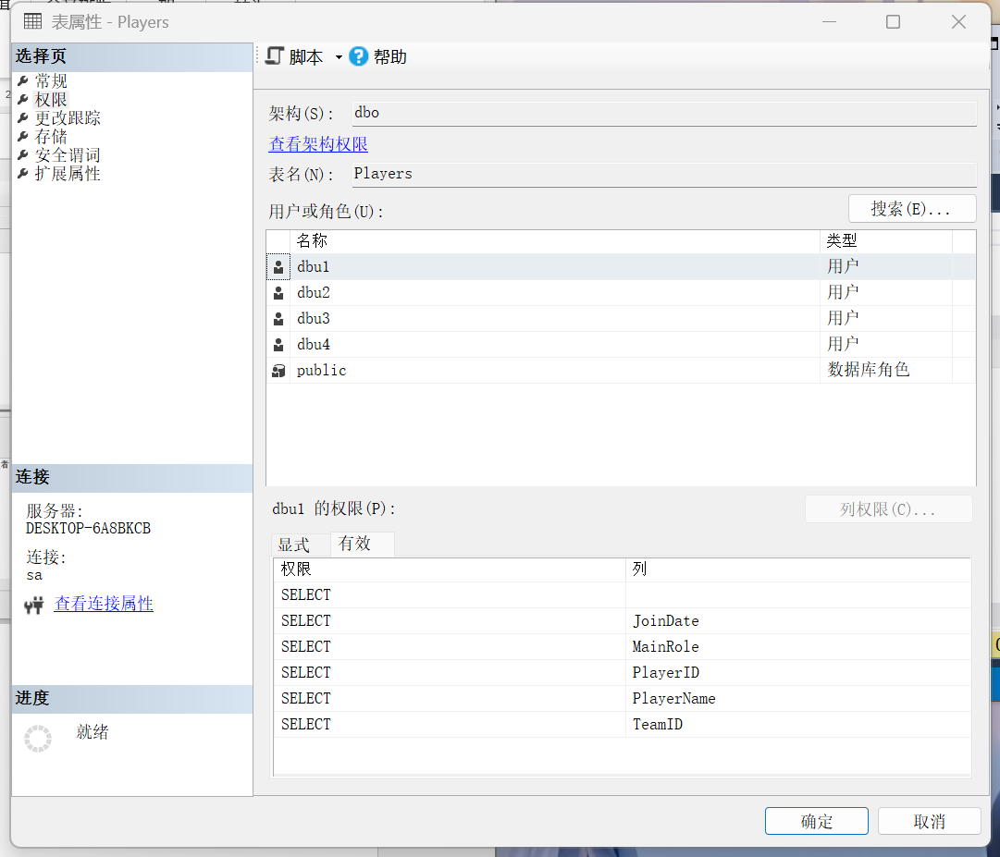 表属性 - Players
选择页
常规
权限
更改跟踪
存储
安全谓词
扩展属性
脚本
帮助
架构(S):
dbo
查看架构权限
表名(N):
Players
用户或角色(U):
搜索(E)...
名称 类型
dbu1 用户
dbu2 用户
dbu3 用户
dbu4 用户
public 数据库角色
连接
服务器:
DESKTOP-6A8BKCB
连接:
sa
查看连接属性
进度
就绪
dbu1 的权限(P):
列权限(C)...
显式 有效
权限 列
SELECT
SELECT JoinDate
SELECT MainRole
SELECT PlayerID
SELECT PlayerName
SELECT TeamID
确定 取消